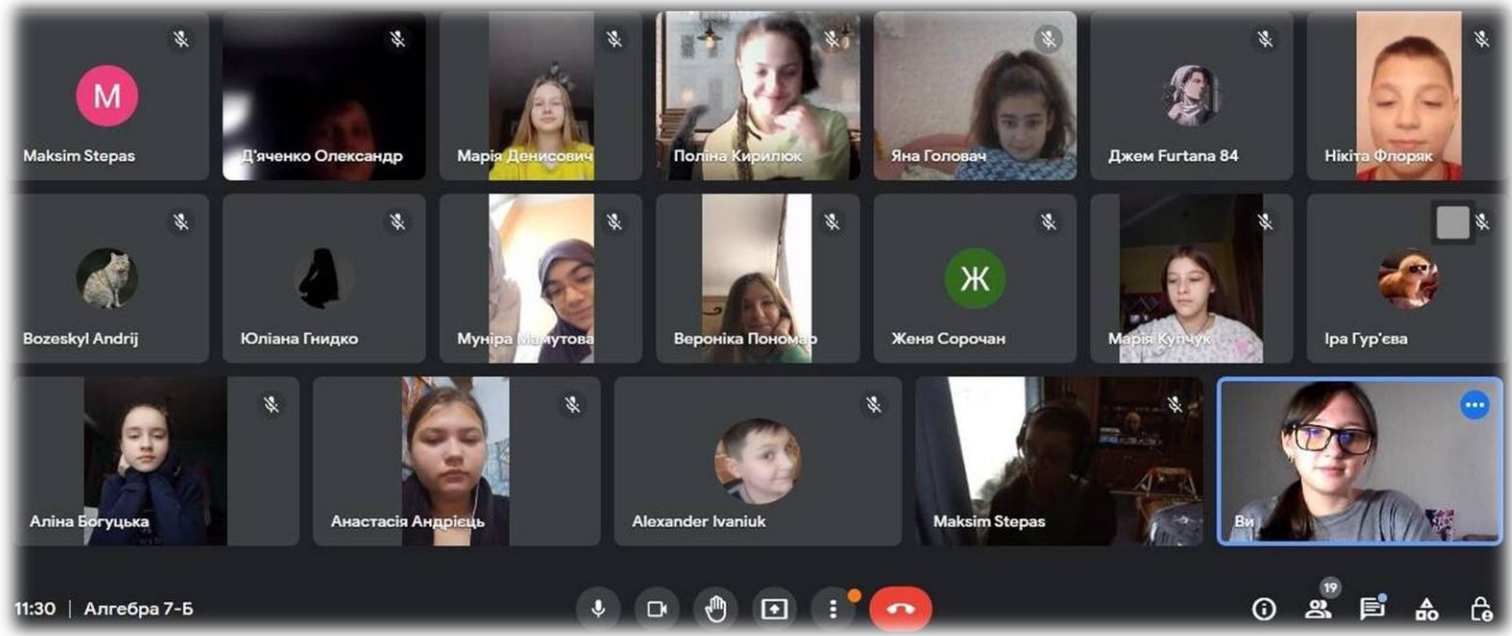 M
Maksim Stepas
Д'яченко Олександр
Марія Денисович
Поліна Кирилюк
Яна Головач
Джем Furtana 84
Нікіта Флоряк
Bozeskyl Andrij
Юліана Гнидко
Муніра Мамутова
Вероніка Пономар
Ж
Женя Сорочан
Марія Купчук
Іра Гур'єва
Аліна Богуцька
Анастасія Андрієць
Alexander Ivaniuk
Maksim Stepas
Ви
11:30 | Алгебра 7-Б
19